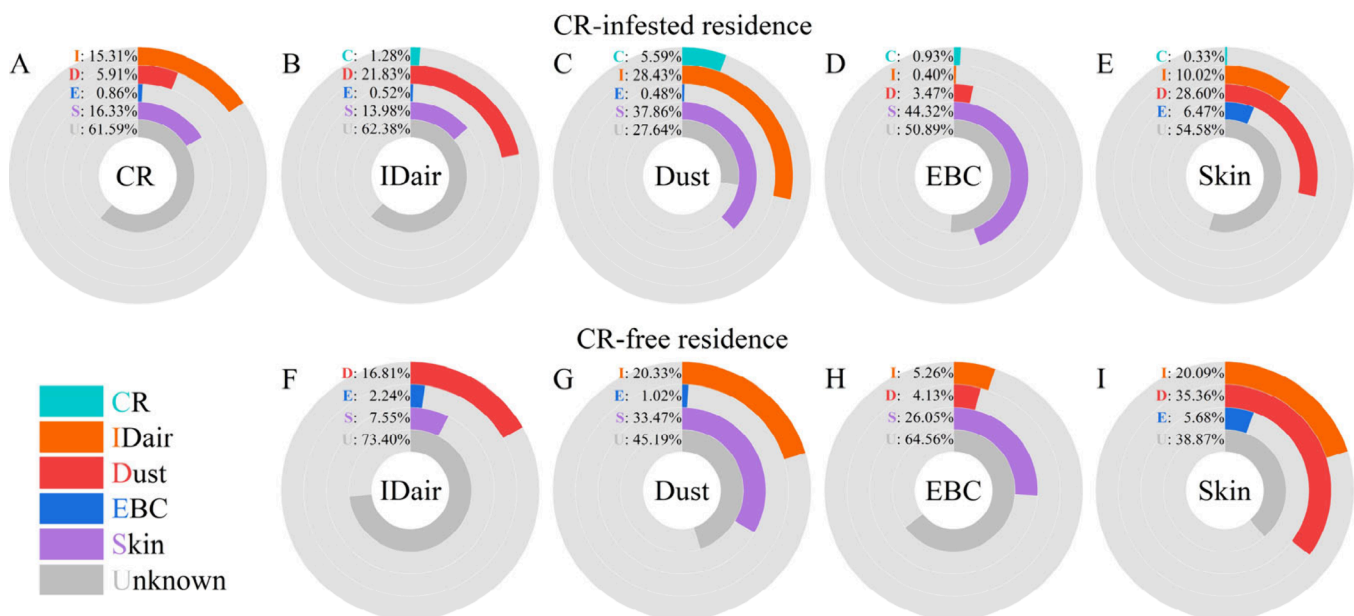 CR-infested residence
A
I: 15.31%
D: 5.91%
E: 0.86%
S: 16.33%
U: 61.59%
CR
B
C: 1.28%
D: 21.83%
E: 0.52%
S: 13.98%
U: 62.38%
IDair
C
C: 5.59%
I: 28.43%
E: 0.48%
S: 37.86%
U: 27.64%
Dust
D
C: 0.93%
I: 0.40%
D: 3.47%
S: 44.32%
U: 50.89%
EBC
E
C: 0.33%
I: 10.02%
D: 28.60%
E: 6.47%
U: 54.58%
Skin
CR-free residence
CR
IDair
Dust
EBC
Skin
Unknown
F
D: 16.81%
E: 2.24%
S: 7.55%
U: 73.40%
IDair
G
I: 20.33%
E: 1.02%
S: 33.47%
U: 45.19%
Dust
H
I: 5.26%
D: 4.13%
S: 26.05%
U: 64.56%
EBC
I
I: 20.09%
D: 35.36%
E: 5.68%
U: 38.87%
Skin